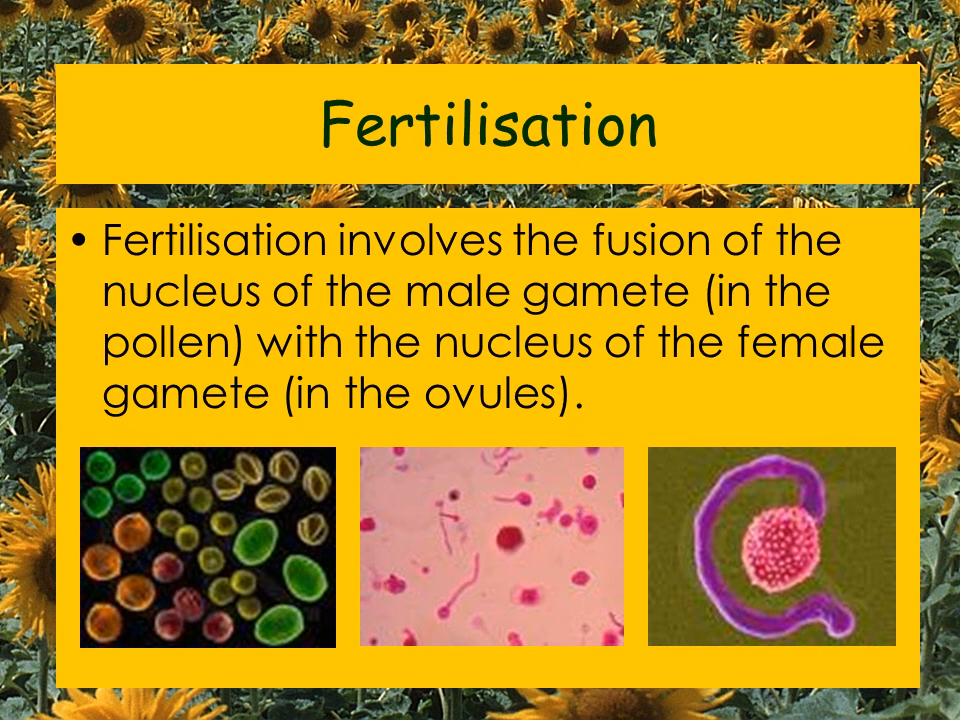 Fertilisation
• Fertilisation involves the fusion of the
nucleus of the male gamete (in the
pollen) with the nucleus of the female
gamete (in the ovules).